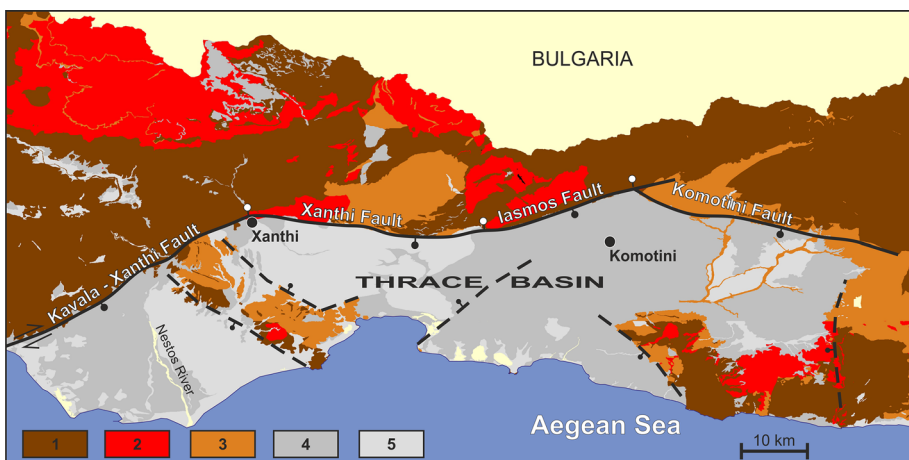 BULGARIA
Kavala - Xanthi Fault
Xanthi Fault
Iasmos Fault
Komotini Fault
Xanthi
Komotini
THRACE BASIN
Nestos River
Aegean Sea
1 2 3 4 5
10 km